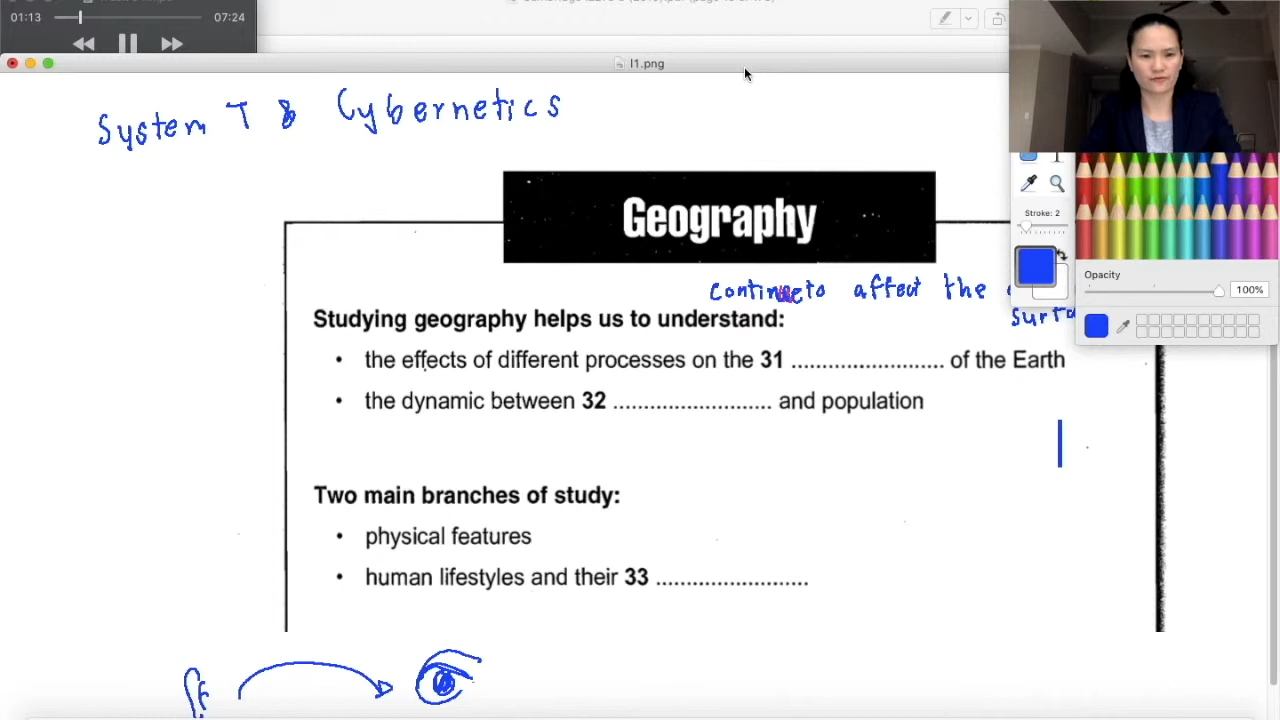 01:13
07:24
l1.png
System T & Cybernetics
Stroke: 2
Geography
Opacity
100%
continue to affect the
Studying geography helps us to understand:
• the effects of different processes on the 31 ......................... of the Earth
• the dynamic between 32 .......................... and population
Two main branches of study:
• physical features
• human lifestyles and their 33 .........................